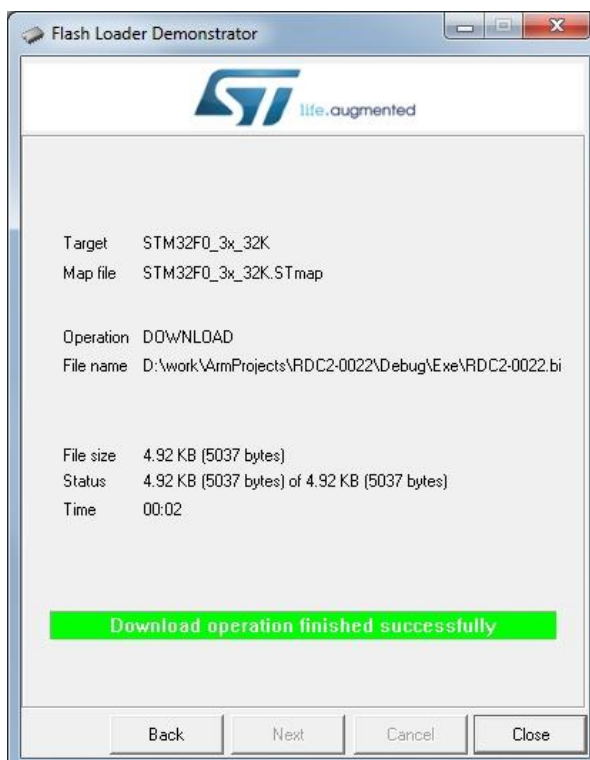 Flash Loader Demonstrator
ST life.augmented
Target STM32F0_3x_32K
Map file STM32F0_3x_32K.STmap
Operation DOWNLOAD
File name D:\work\ArmProjects\RDC2-0022\Debug\Exe\RDC2-0022.bi
File size 4.92 KB (5037 bytes)
Status 4.92 KB (5037 bytes) of 4.92 KB (5037 bytes)
Time 00:02
Download operation finished successfully
Back Next Cancel Close